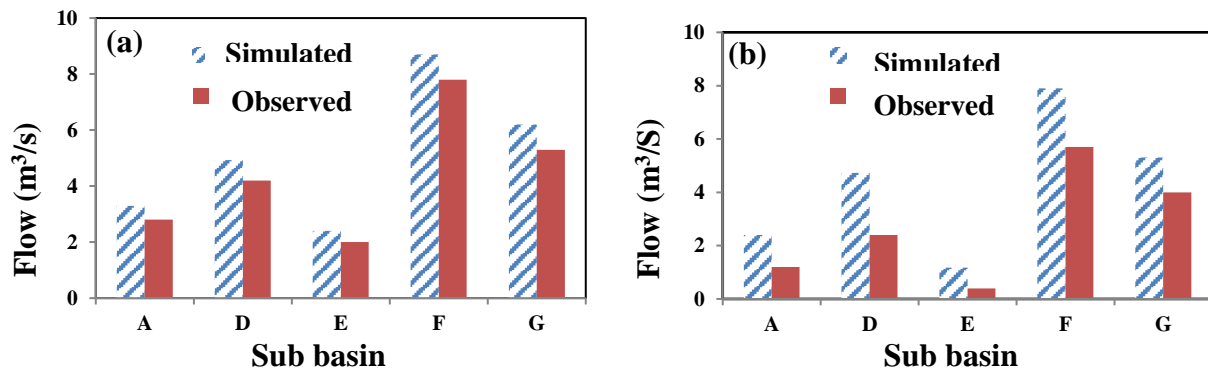 (a)
Simulated
Observed
Flow (m³/s)
10
8
6
4
2
0
A D E F G
Sub basin
(b)
Simulated
Observed
Flow (m³/S)
10
8
6
4
2
0
A D E F G
Sub basin